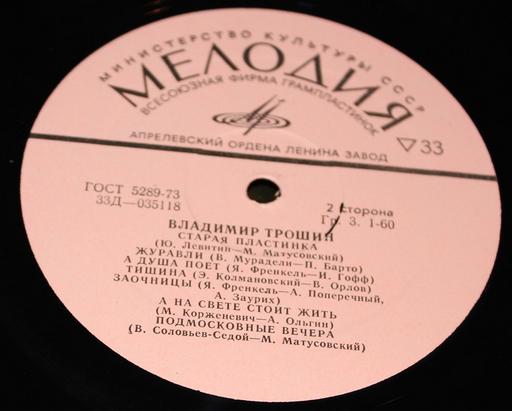 МИНИСТЕРСТВО КУЛЬТУРЫ СССР
МЕЛОДИЯ
ВСЕСОЮЗНАЯ ФИРМА ГРАМПЛАСТИНОК
АПРЕЛЕВСКИЙ ОРДЕНА ЛЕНИНА ЗАВОД
33
ГОСТ 5289-73
33Д—035118
2 сторона
Гр. 3. 1-60
ВЛАДИМИР ТРОШИН
СТАРАЯ ПЛАСТИНКА
(Ю. Левитин—М. Матусовский)
ЖУРАВЛИ (В. Мурадели—П. Барто)
А ДУША ПОЕТ (Я. Френкель—И. Гофф)
ТИШИНА (Э. Колмановский—В. Орлов)
ЗАОЧНИЦЫ (Я. Френкель—А. Поперечный,
А. Заурих)
А НА СВЕТЕ СТОИТ ЖИТЬ
(М. Корженевич—А. Ольгин)
ПОДМОСКОВНЫЕ ВЕЧЕРА
(В. Соловьев-Седой—М. Матусовский)